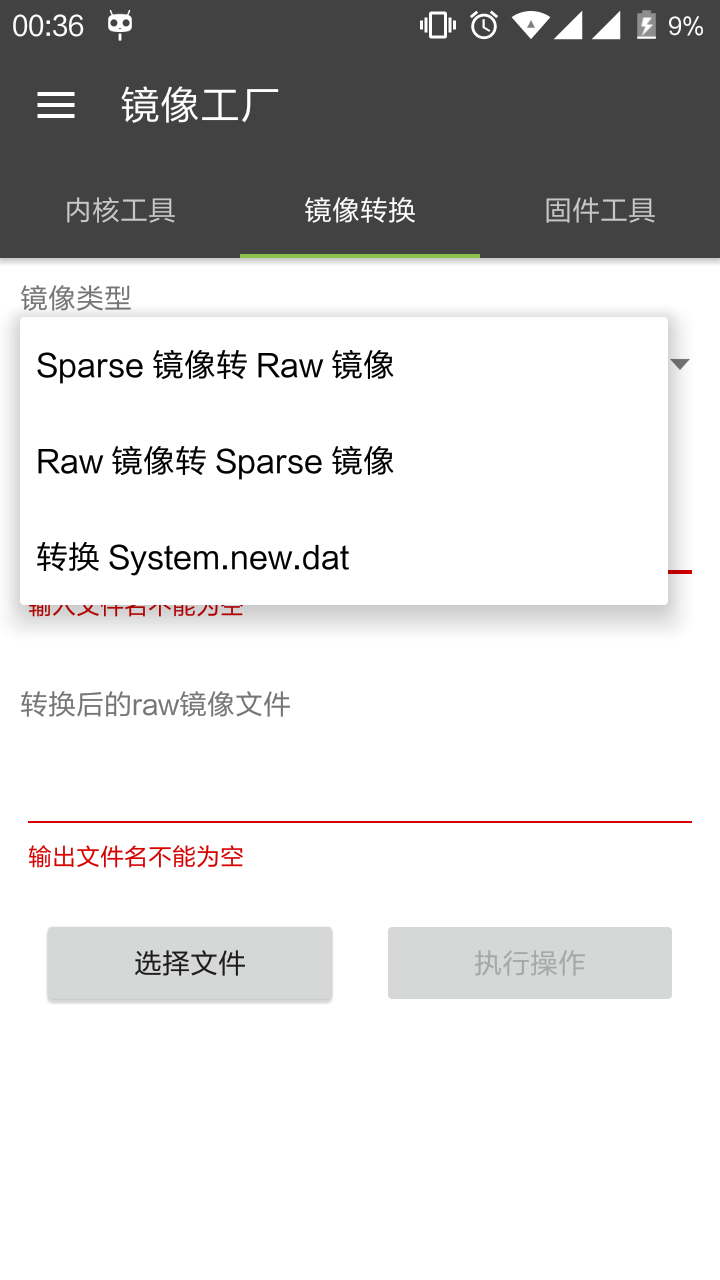 00:36 9%
镜像工厂
内核工具 镜像转换 固件工具
镜像类型
Sparse 镜像转 Raw 镜像
Raw 镜像转 Sparse 镜像
转换 System.new.dat
输入文件名不能为空
转换后的raw镜像文件
输出文件名不能为空
选择文件 执行操作